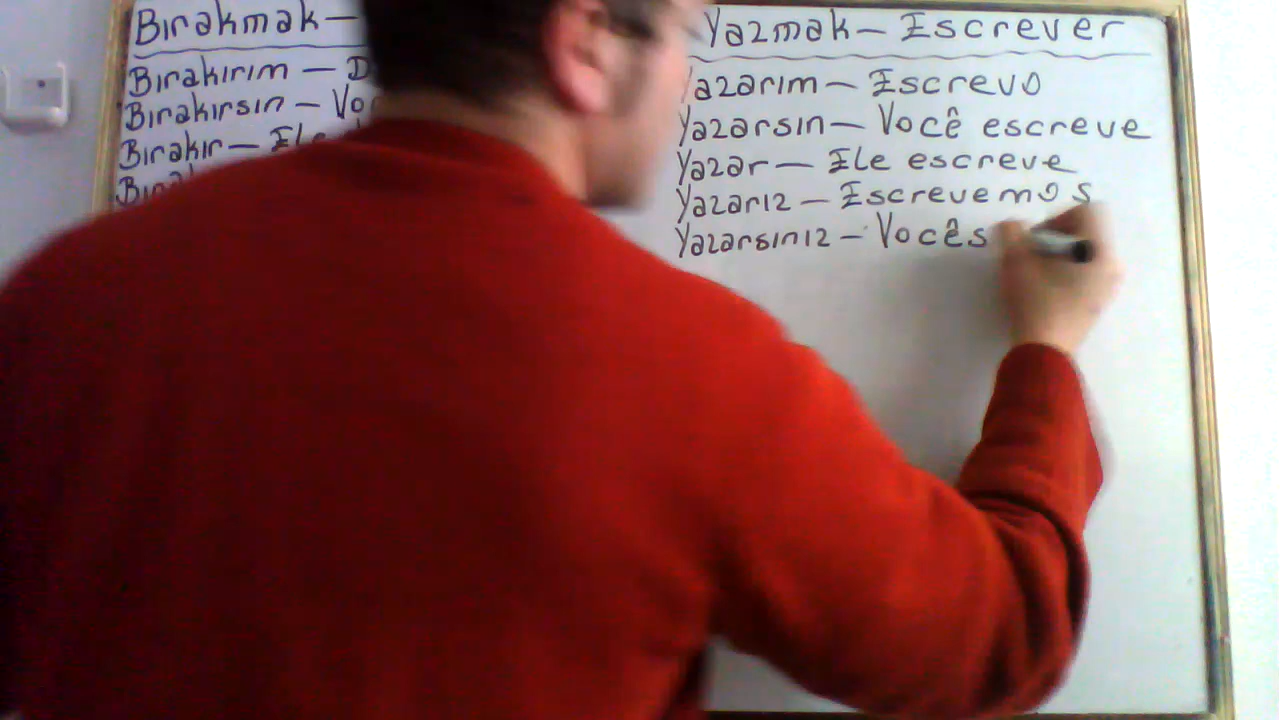 Bırakmak —
Bırakırım — D
Bırakırsın — Vo
Bırakır — Ele
Yazmak — Escrever
Yazarım — Escrevo
Yazarsın — Você escreve
Yazar — Ele escreve
Yazarız — Escrevemos
Yazarsınız — Vocês